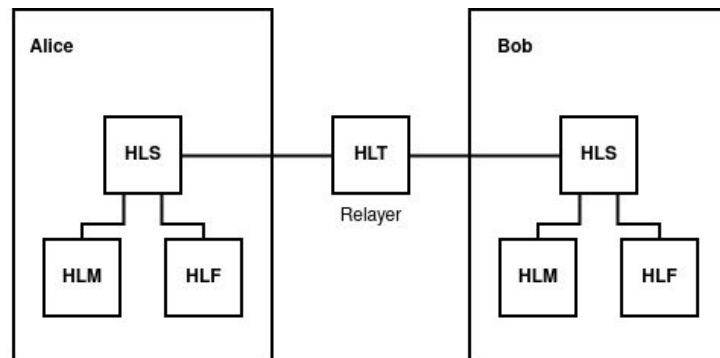 Alice
Bob
HLS
HLT
HLS
Relayer
HLM
HLF
HLM
HLF